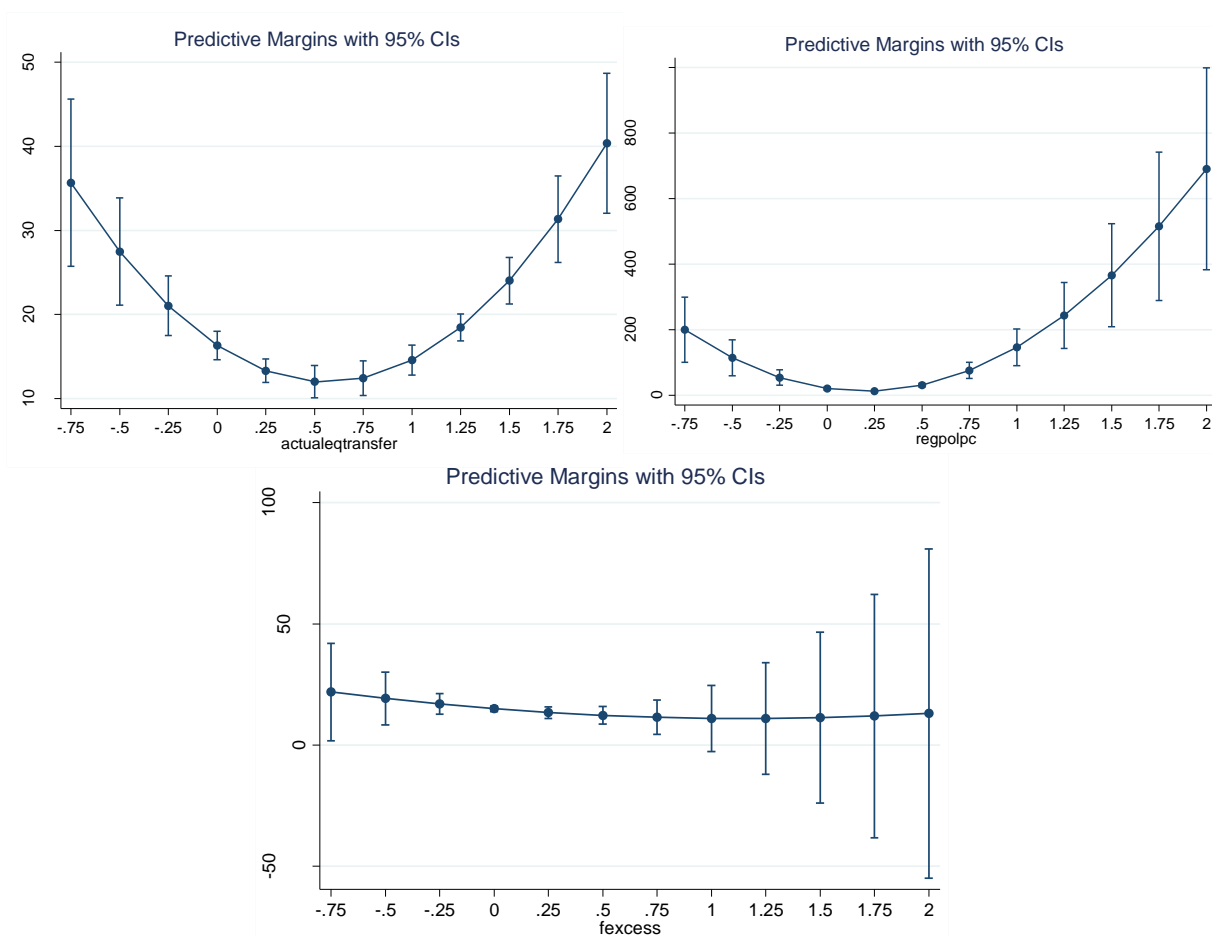 Predictive Margins with 95% CIs
50
40
30
20
10
-.75 -.5 -.25 0 .25 .5 .75 1 1.25 1.5 1.75 2
actualeqtransfer
Predictive Margins with 95% CIs
800
600
400
200
0
-.75 -.5 -.25 0 .25 .5 .75 1 1.25 1.5 1.75 2
regpolpc
Predictive Margins with 95% CIs
100
50
0
-50
-.75 -.5 -.25 0 .25 .5 .75 1 1.25 1.5 1.75 2
fexcess